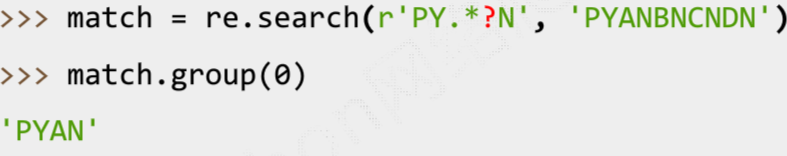 >>> match = re.search(r'PY.*?N', 'PYANBNCNDN')
>>> match.group(0)
'PYAN'